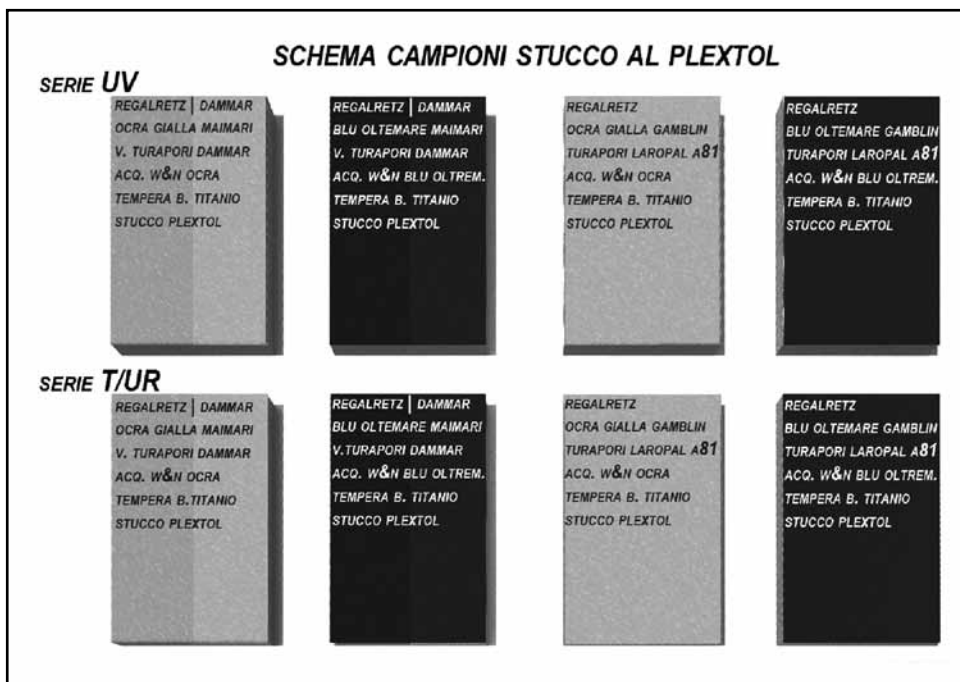 SCHEMA CAMPIONI STUCCO AL PLEXTOL
SERIE UV
REGALRETZ | DAMMAR
OCRA GIALLA MAIMARI
V. TURAPORI DAMMAR
ACQ. W&N OCRA
TEMPERA B. TITANIO
STUCCO PLEXTOL
REGALRETZ | DAMMAR
BLU OLTEMARE MAIMARI
V. TURAPORI DAMMAR
ACQ. W&N BLU OLTREM.
TEMPERA B. TITANIO
STUCCO PLEXTOL
REGALRETZ
OCRA GIALLA GAMBLIN
TURAPORI LAROPAL A81
ACQ. W&N OCRA
TEMPERA B. TITANIO
STUCCO PLEXTOL
REGALRETZ
BLU OLTEMARE GAMBLIN
TURAPORI LAROPAL A81
ACQ. W&N BLU OLTREM.
TEMPERA B. TITANIO
STUCCO PLEXTOL
SERIE T/UR
REGALRETZ | DAMMAR
OCRA GIALLA MAIMARI
V. TURAPORI DAMMAR
ACQ. W&N OCRA
TEMPERA B.TITANIO
STUCCO PLEXTOL
REGALRETZ | DAMMAR
BLU OLTEMARE MAIMARI
V.TURAPORI DAMMAR
ACQ. W&N BLU OLTREM.
TEMPERA B. TITANIO
STUCCO PLEXTOL
REGALRETZ
OCRA GIALLA GAMBLIN
TURAPORI LAROPAL A81
ACQ. W&N OCRA
TEMPERA B. TITANIO
STUCCO PLEXTOL
REGALRETZ
BLU OLTEMARE GAMBLIN
TURAPORI LAROPAL A81
ACQ. W&N BLU OLTREM.
TEMPERA B. TITANIO
STUCCO PLEXTOL